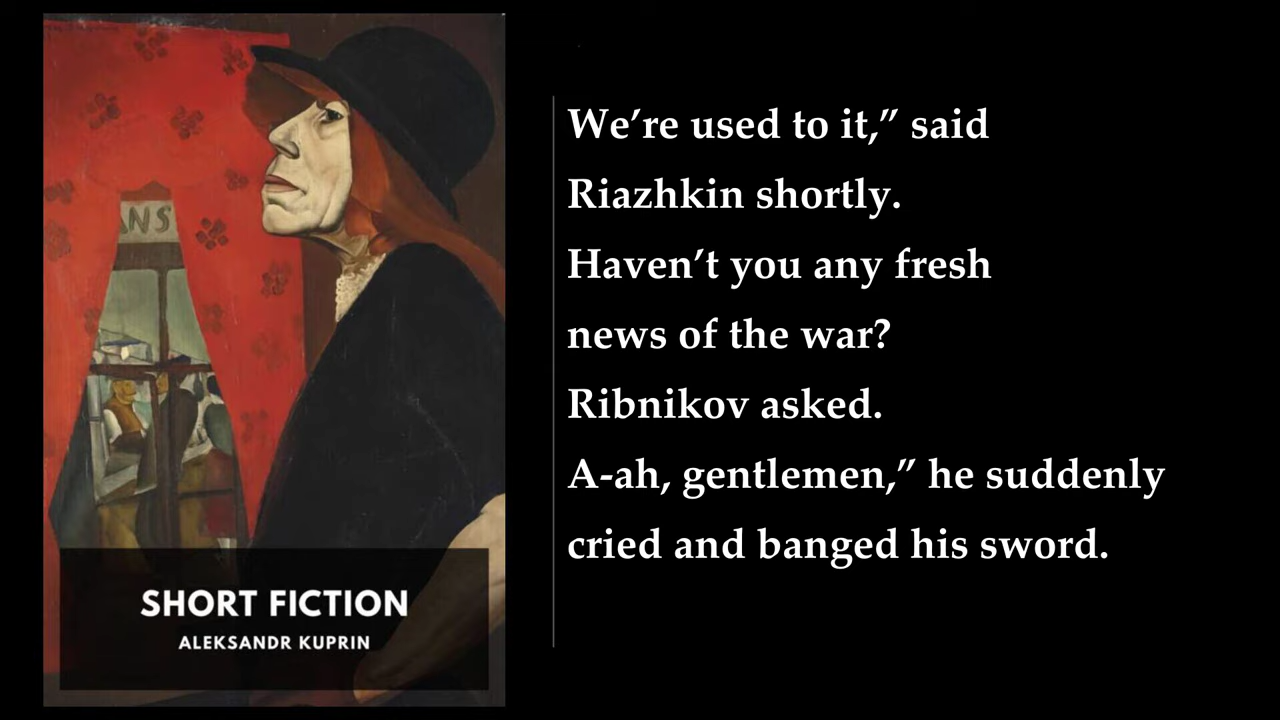 ANS
SHORT FICTION
ALEKSANDR KUPRIN
We’re used to it,” said
Riazhkin shortly.
Haven’t you any fresh
news of the war?
Ribnikov asked.
A-ah, gentlemen,” he suddenly
cried and banged his sword.